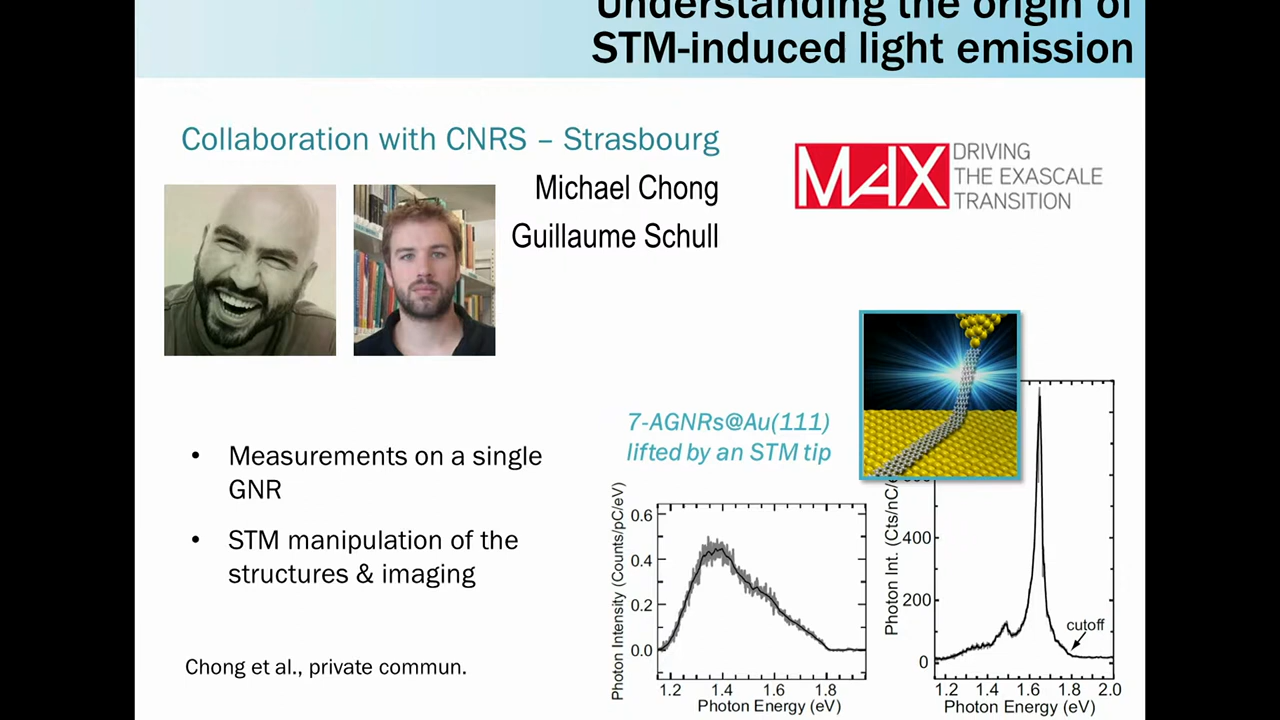 Understanding the origin of
STM-induced light emission
Collaboration with CNRS – Strasbourg
Michael Chong
Guillaume Schull
MAX
DRIVING
THE EXASCALE
TRANSITION
7-AGNRs@Au(111)
lifted by an STM tip
• Measurements on a single
GNR
• STM manipulation of the
structures & imaging
Chong et al., private commun.
Photon Intensity (Counts/pC/eV)
0.6
0.4
0.2
0.0
1.2 1.4 1.6 1.8
Photon Energy (eV)
Photon Int. (Cts/nC/e
400
200
0
cutoff
1.2 1.4 1.6 1.8 2.0
Photon Energy (eV)